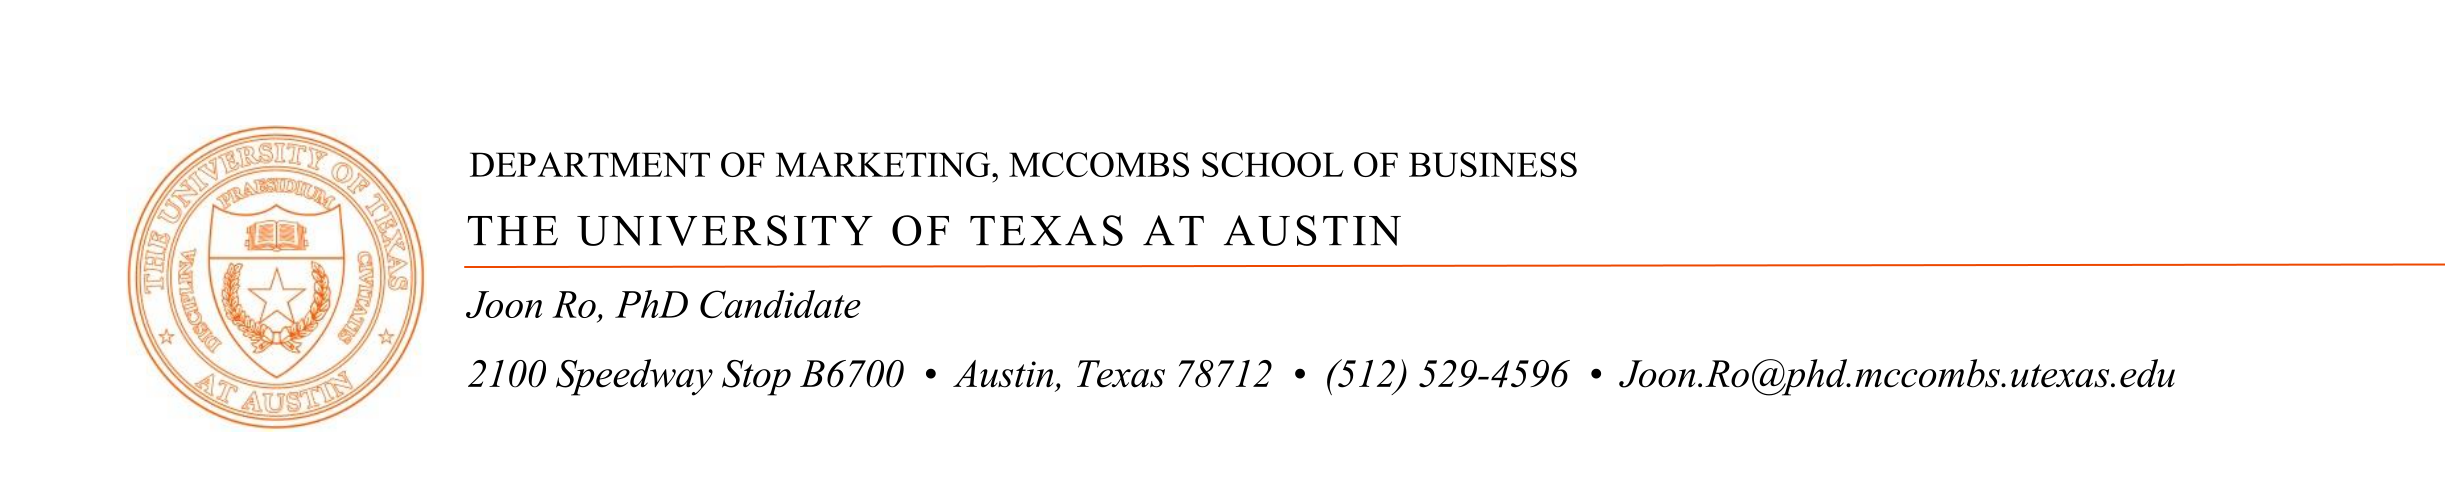 THE UNIVERSITY OF TEXAS
AT AUSTIN
PRAESIDIUM
DISCIPLINA
CIVITATIS
DEPARTMENT OF MARKETING, MCCOMBS SCHOOL OF BUSINESS
THE UNIVERSITY OF TEXAS AT AUSTIN
Joon Ro, PhD Candidate
2100 Speedway Stop B6700 • Austin, Texas 78712 • (512) 529-4596 • Joon.Ro@phd.mccombs.utexas.edu